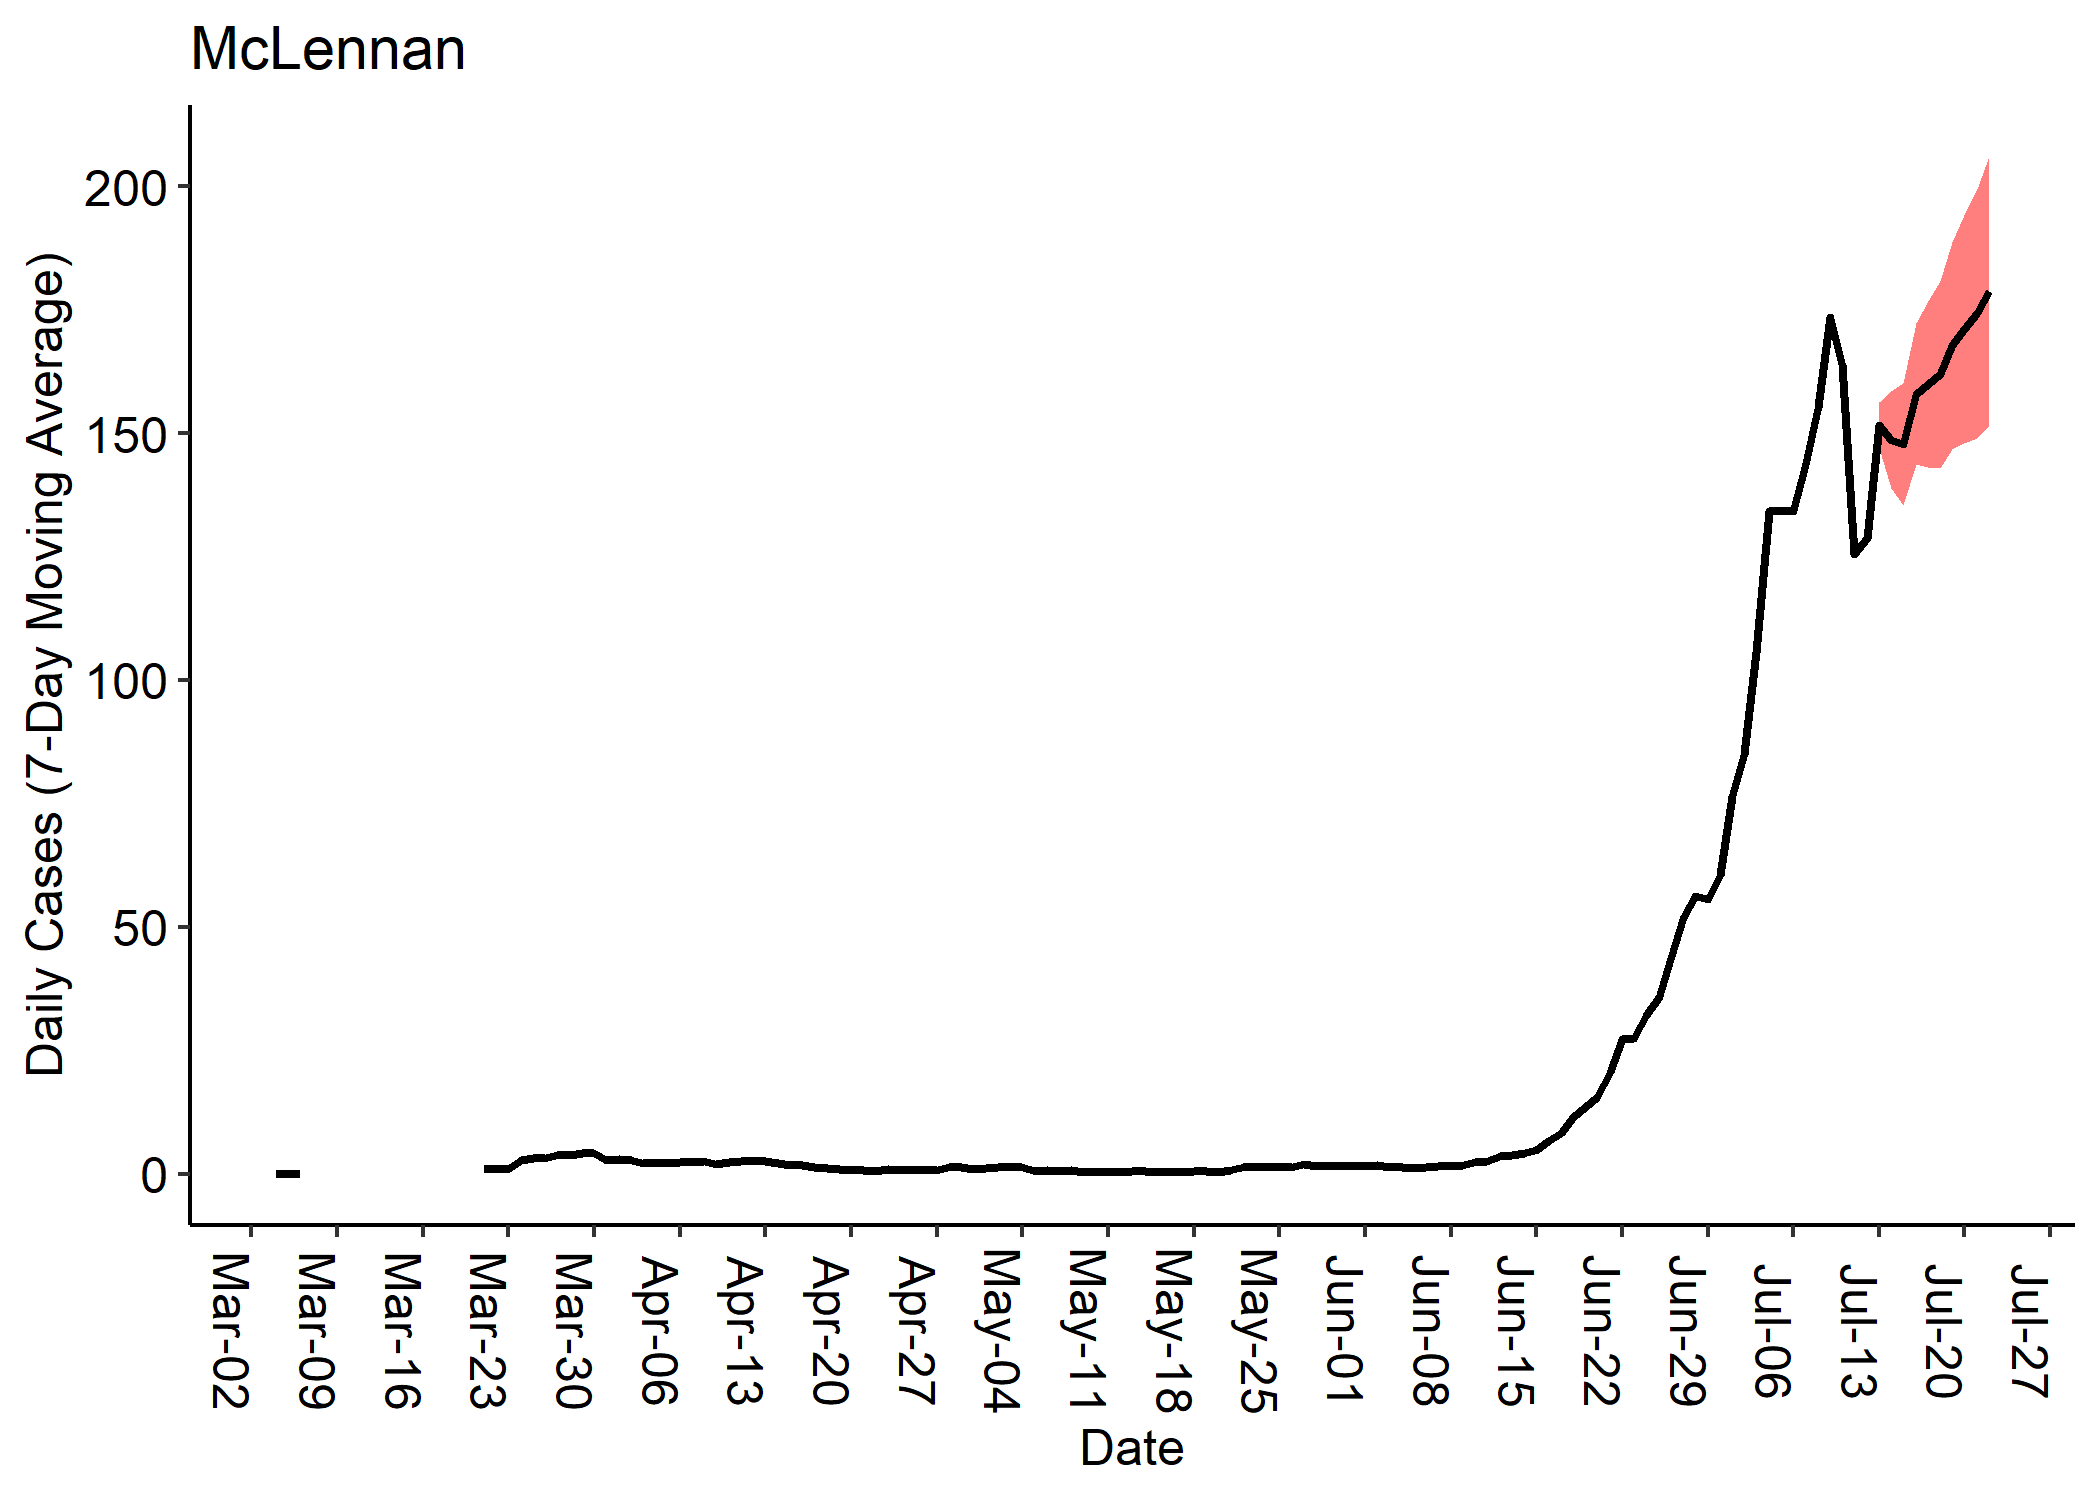 McLennan
Daily Cases (7-Day Moving Average)
200
150
100
50
0
Mar-02
Mar-09
Mar-16
Mar-23
Mar-30
Apr-06
Apr-13
Apr-20
Apr-27
May-04
May-11
May-18
May-25
Jun-01
Jun-08
Jun-15
Jun-22
Jun-29
Jul-06
Jul-13
Jul-20
Jul-27
Date